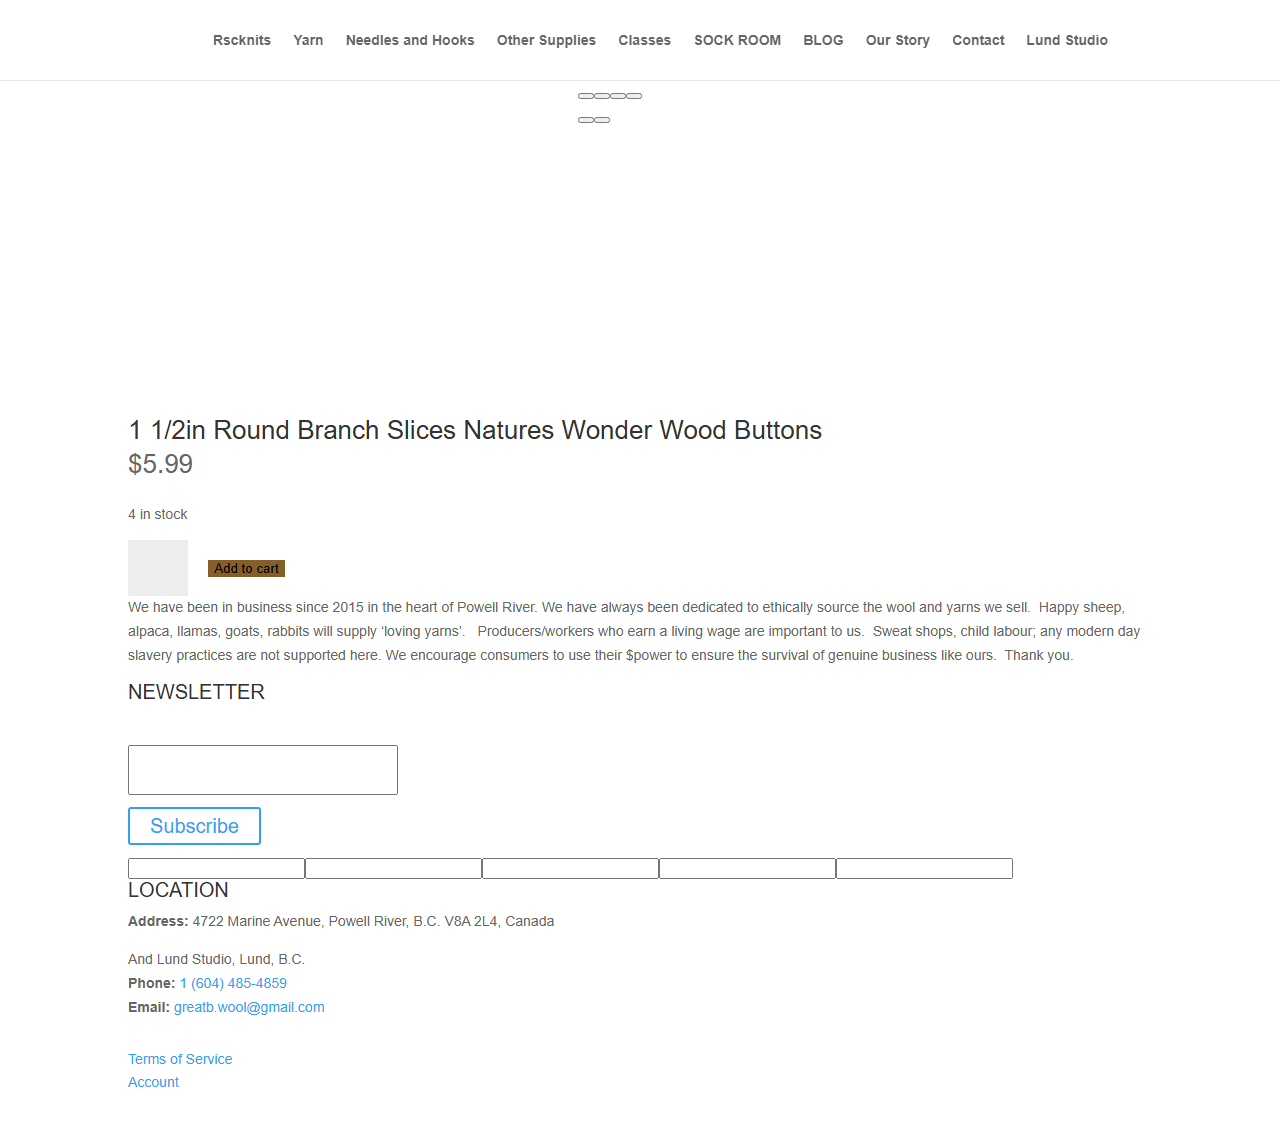 Rscknits Yarn Needles and Hooks Other Supplies Classes SOCK ROOM BLOG Our Story Contact Lund Studio
1 1/2in Round Branch Slices Natures Wonder Wood Buttons
$5.99
4 in stock
Add to cart
We have been in business since 2015 in the heart of Powell River. We have always been dedicated to ethically source the wool and yarns we sell.  Happy sheep,
alpaca, llamas, goats, rabbits will supply ‘loving yarns’.   Producers/workers who earn a living wage are important to us.  Sweat shops, child labour; any modern day
slavery practices are not supported here. We encourage consumers to use their $power to ensure the survival of genuine business like ours.  Thank you.
NEWSLETTER
Subscribe
LOCATION
Address: 4722 Marine Avenue, Powell River, B.C. V8A 2L4, Canada
And Lund Studio, Lund, B.C.
Phone: 1 (604) 485-4859
Email: greatb.wool@gmail.com
Terms of Service
Account